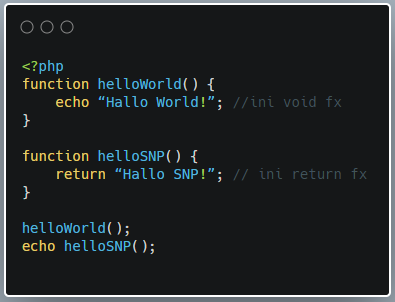 <?php
function helloWorld() {
    echo “Hallo World!”; //ini void fx
}

function helloSNP() {
    return “Hallo SNP!”; // ini return fx
}

helloWorld();
echo helloSNP();